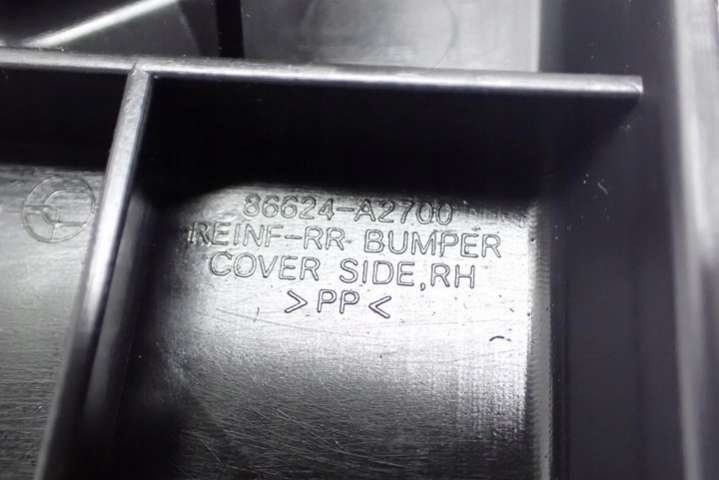 86624-A2700
REINF-RR BUMPER
COVER SIDE,RH
>PP<